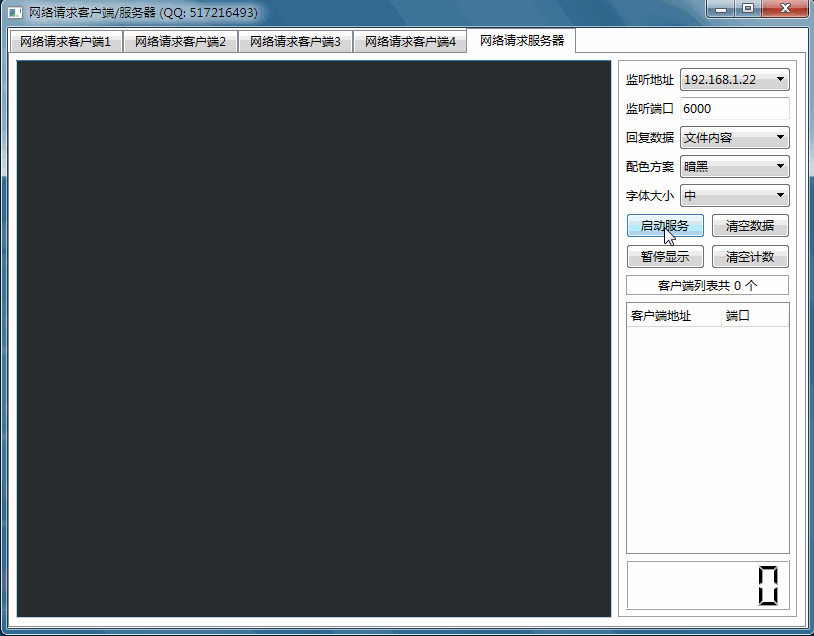 网络请求客户端/服务器 (QQ: 517216493)
网络请求客户端1 网络请求客户端2 网络请求客户端3 网络请求客户端4 网络请求服务器
监听地址 192.168.1.22
监听端口 6000
回复数据 文件内容
配色方案 暗黑
字体大小 中
启动服务 清空数据
暂停显示 清空计数
客户端列表共 0 个
客户端地址 端口
0